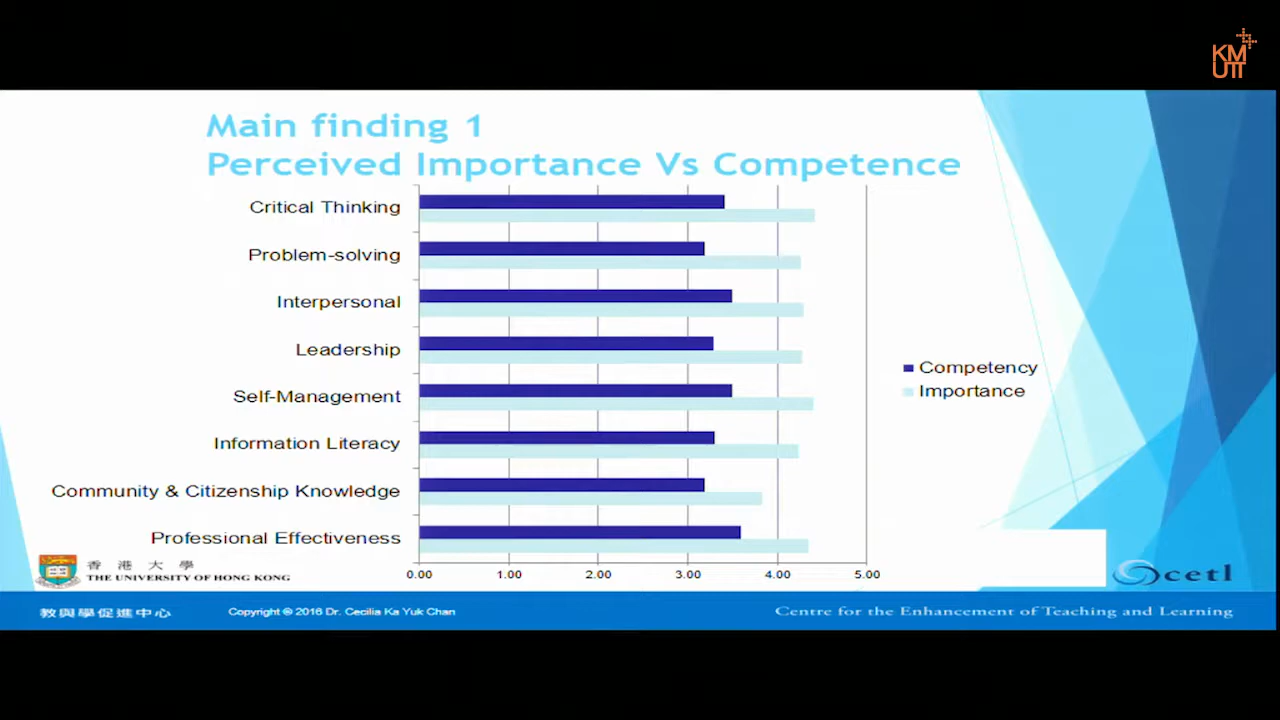 KM
UTT
Main finding 1
Perceived Importance Vs Competence
Critical Thinking
Problem-solving
Interpersonal
Leadership
Self-Management
Information Literacy
Community & Citizenship Knowledge
Professional Effectiveness
0.00 1.00 2.00 3.00 4.00 5.00
Competency
Importance
香港大學
THE UNIVERSITY OF HONG KONG
cetl
教與學促進中心
Copyright © 2016 Dr. Cecilia Ka Yuk Chan
Centre for the Enhancement of Teaching and Learning